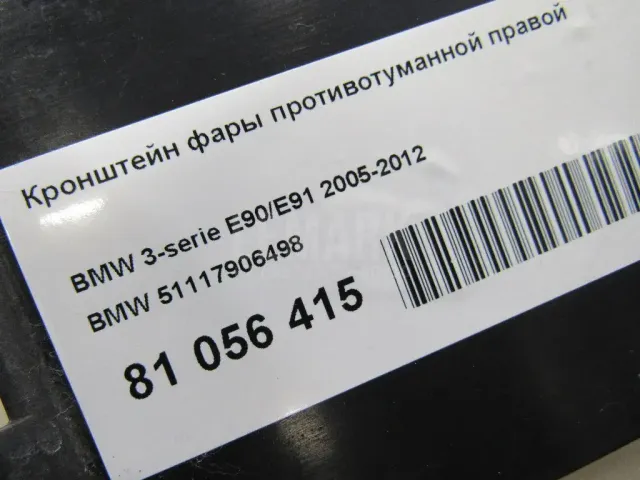 Кронштейн фары противотуманной правой
BMW 3-serie E90/E91 2005-2012
BMW 51117906498
81 056 415